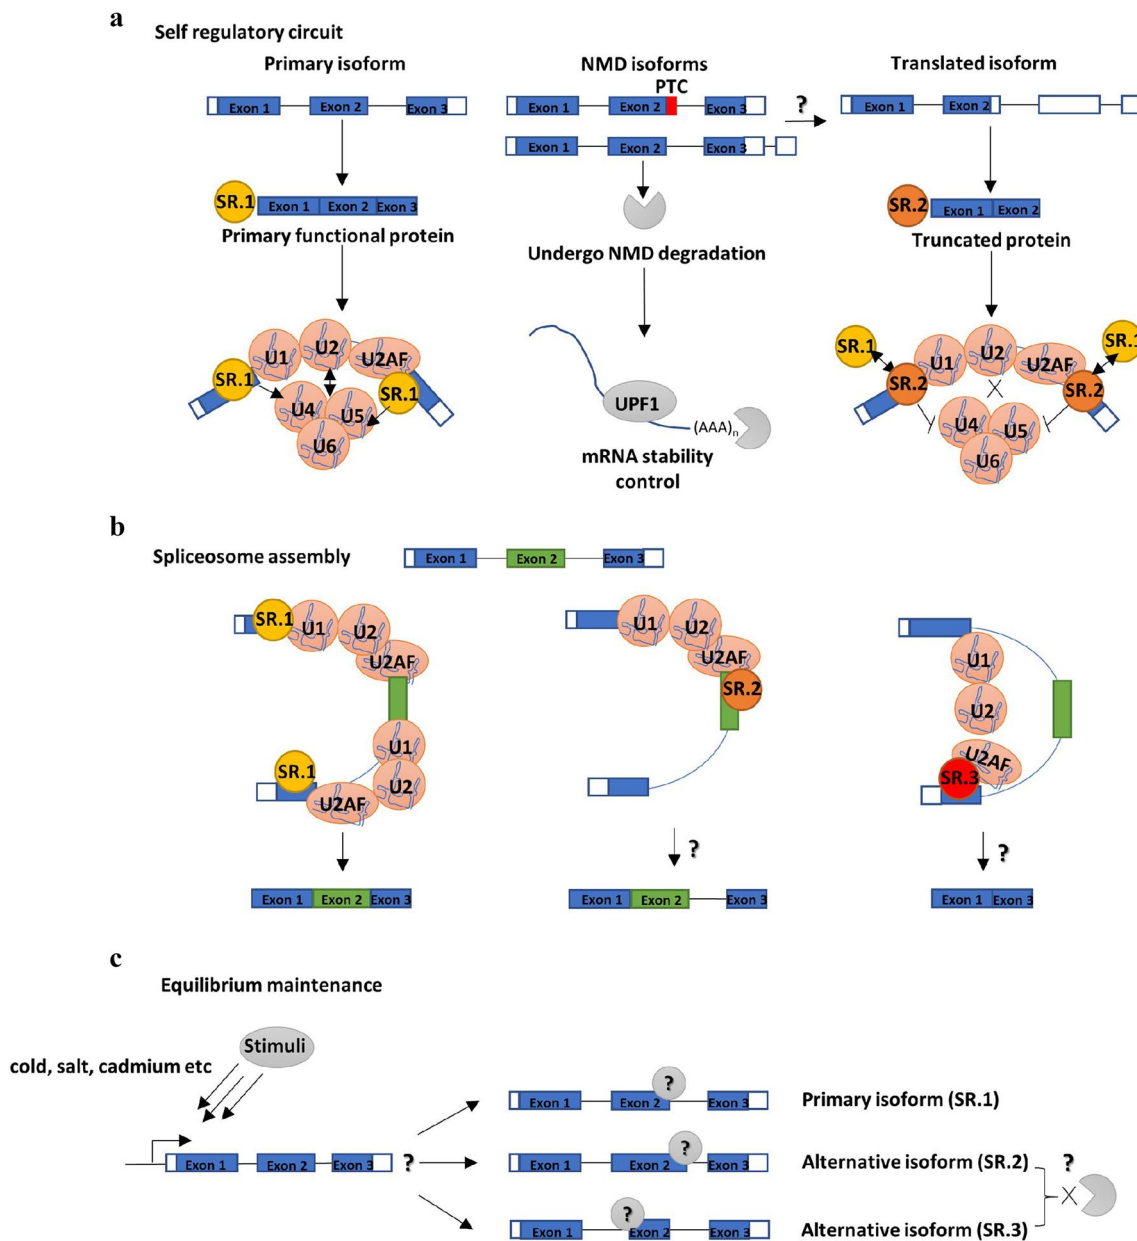 a
Self regulatory circuit
Primary isoform
Exon 1 Exon 2 Exon 3
SR.1
Exon 1 Exon 2 Exon 3
Primary functional protein
U1 U2 U2AF
SR.1 SR.1
U4 U5
U6
NMD isoforms
PTC
Exon 1 Exon 2 Exon 3
?
Exon 1 Exon 2 Exon 3
Undergo NMD degradation
UPF1
(AAA)n
mRNA stability
control
Translated isoform
Exon 1 Exon 2
SR.2
Exon 1 Exon 2
Truncated protein
SR.1 SR.1
U1 U2 U2AF
SR.2 SR.2
X
U4 U5
U6
b
Spliceosome assembly
Exon 1 Exon 2 Exon 3
SR.1 U1 U2
U2AF
U1
SR.1 U2
U2AF
Exon 1 Exon 2 Exon 3
U1 U2
U2AF
SR.2
?
Exon 1 Exon 2 Exon 3
U1
U2
U2AF
SR.3
?
Exon 1 Exon 3
c
Equilibrium maintenance
Stimuli
cold, salt, cadmium etc
Exon 1 Exon 2 Exon 3 ?
?
Exon 1 Exon 2 Exon 3
Primary isoform (SR.1)
?
Exon 1 Exon 2 Exon 3
Alternative isoform (SR.2)
?
Exon 1 Exon 2 Exon 3
Alternative isoform (SR.3)
?
X